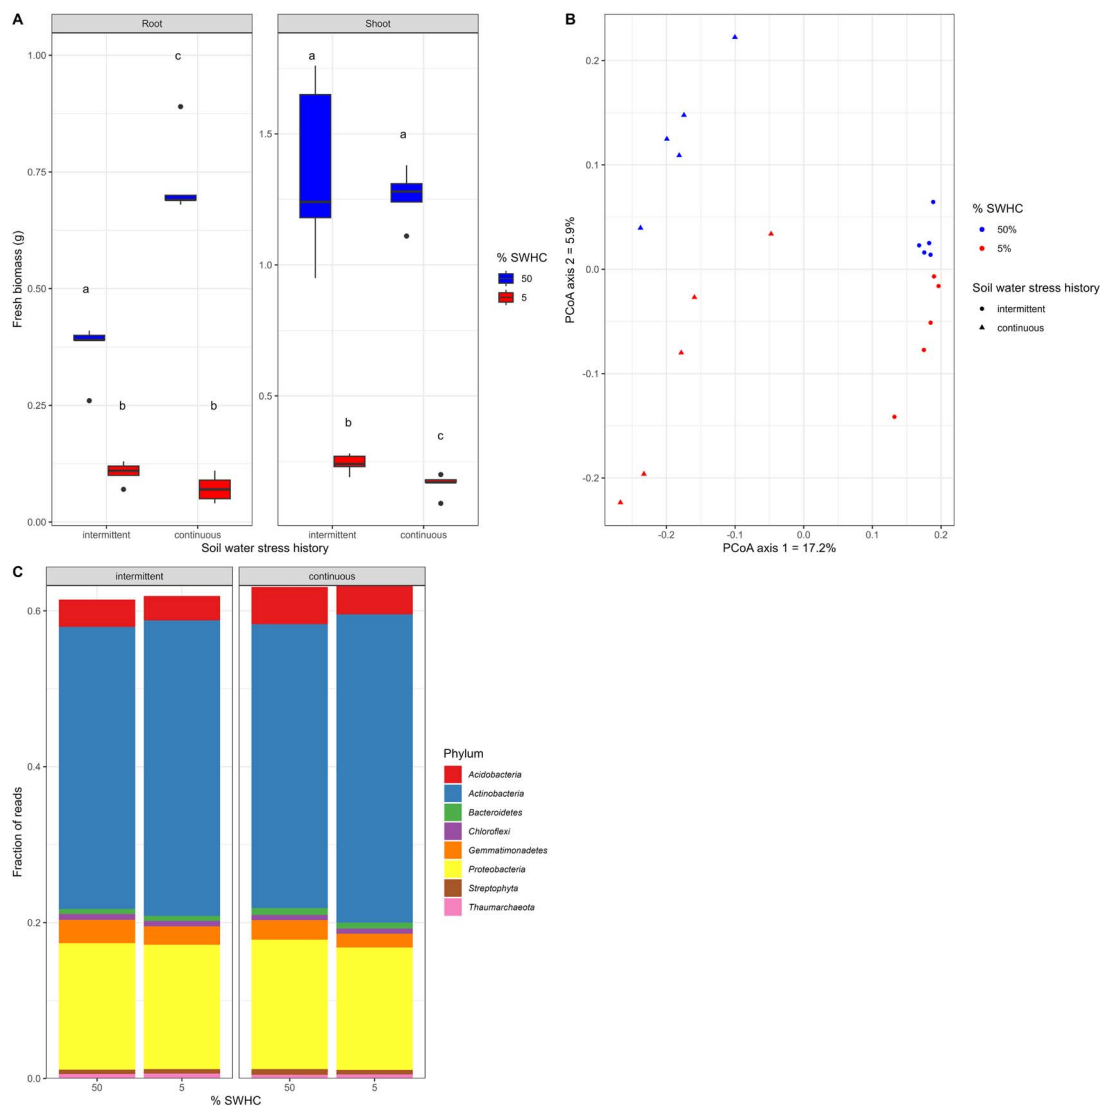 A
Root
Shoot
1.00
0.75
0.50
0.25
0.00
Fresh biomass (g)
a
b
c
b
1.5
1.0
0.5
a
b
a
c
intermittent
continuous
intermittent
continuous
Soil water stress history
% SWHC
50
5
B
0.2
0.1
0.0
-0.1
-0.2
PCoA axis 2 = 5.9%
-0.2
-0.1
0.0
0.1
0.2
PCoA axis 1 = 17.2%
% SWHC
50%
5%
Soil water stress history
intermittent
continuous
C
intermittent
continuous
0.6
0.4
0.2
0.0
Fraction of reads
50
5
50
5
% SWHC
Phylum
Acidobacteria
Actinobacteria
Bacteroidetes
Chloroflexi
Gemmatimonadetes
Proteobacteria
Streptophyta
Thaumarchaeota